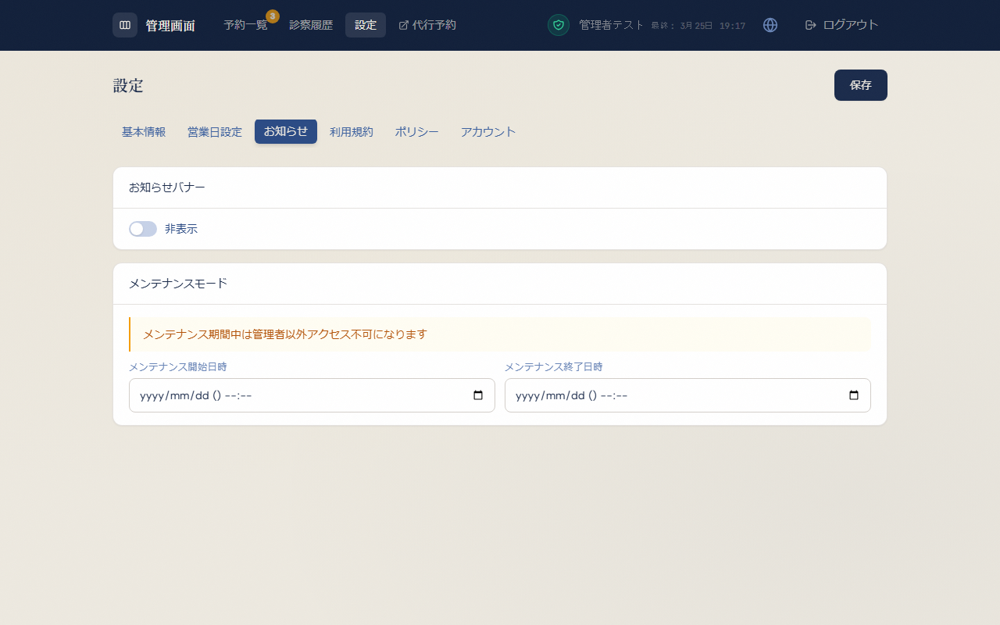 管理画面
予約一覧
3
診察履歴
設定
代行予約
管理者テスト
最終: 3月25日 19:17
ログアウト
設定
保存
基本情報
営業日設定
お知らせ
利用規約
ポリシー
アカウント
お知らせバナー
非表示
メンテナンスモード
メンテナンス期間中は管理者以外アクセス不可になります
メンテナンス開始日時
メンテナンス終了日時
yyyy/mm/dd () --:--
yyyy/mm/dd () --:--